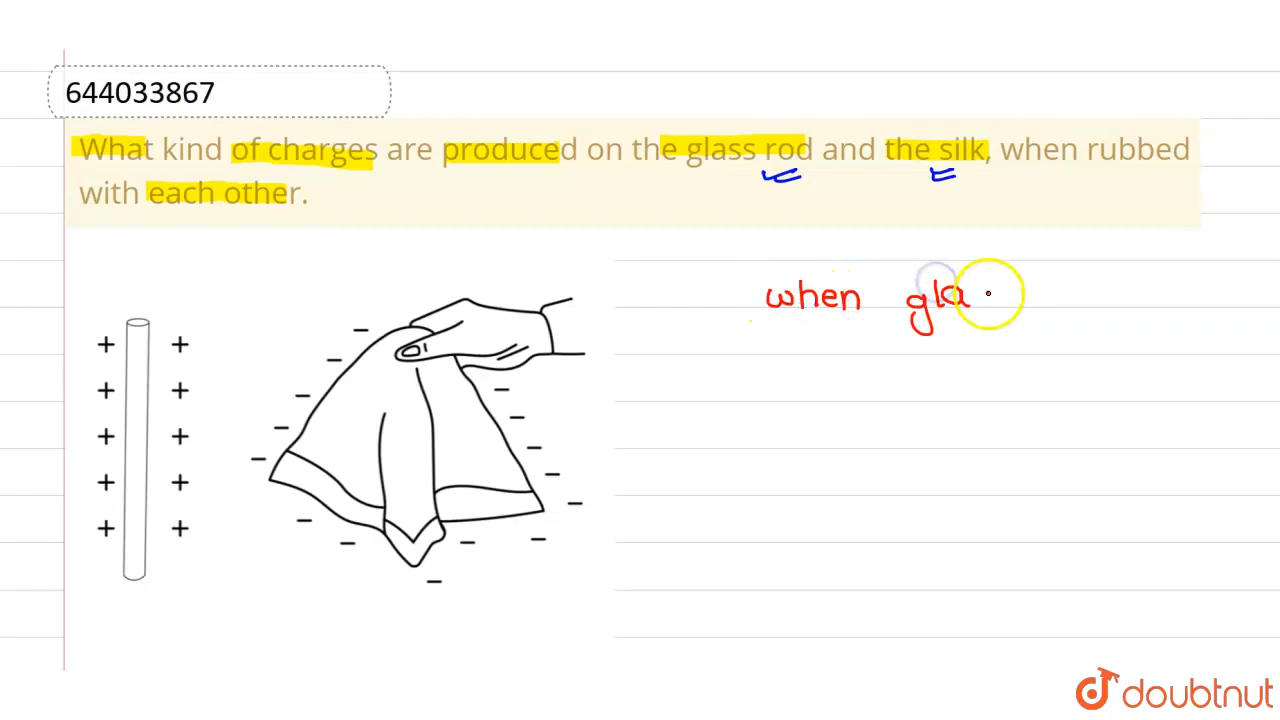 644033867
What kind of charges are produced on the glass rod and the silk, when rubbed
with each other.
when gla
+ +
+ +
+ +
+ +
+ +
− − − − − − − − − − − − − − − −
doubtnut